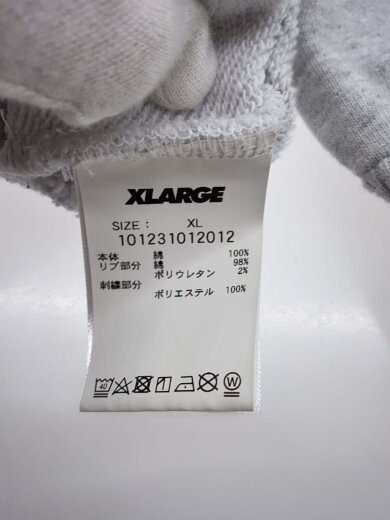 XLARGE
SIZE : XL
101231012012
本体 綿 100%
リブ部分 綿 98%
ポリウレタン 2%
刺繍部分
ポリエステル 100%
40
W